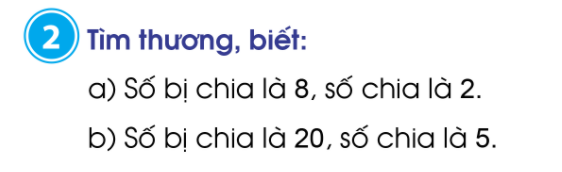 2 Tìm thương, biết:
a) Số bị chia là 8, số chia là 2.
b) Số bị chia là 20, số chia là 5.